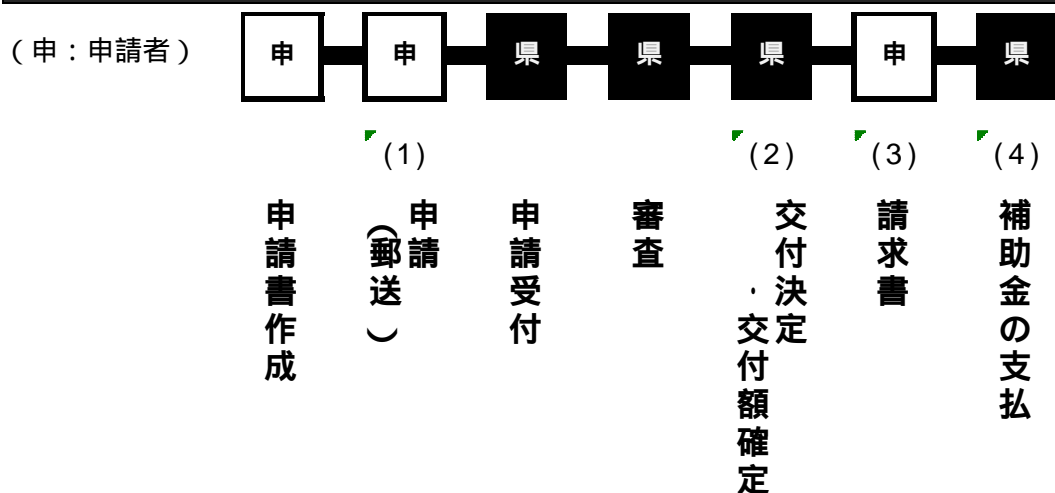 (申：申請者)
申 申 県 県 県 申 県
(1) (2) (3) (4)
申請書作成
申請
(郵送)
申請受付
審査
交付決定
・交付額確定
請求書
補助金の支払